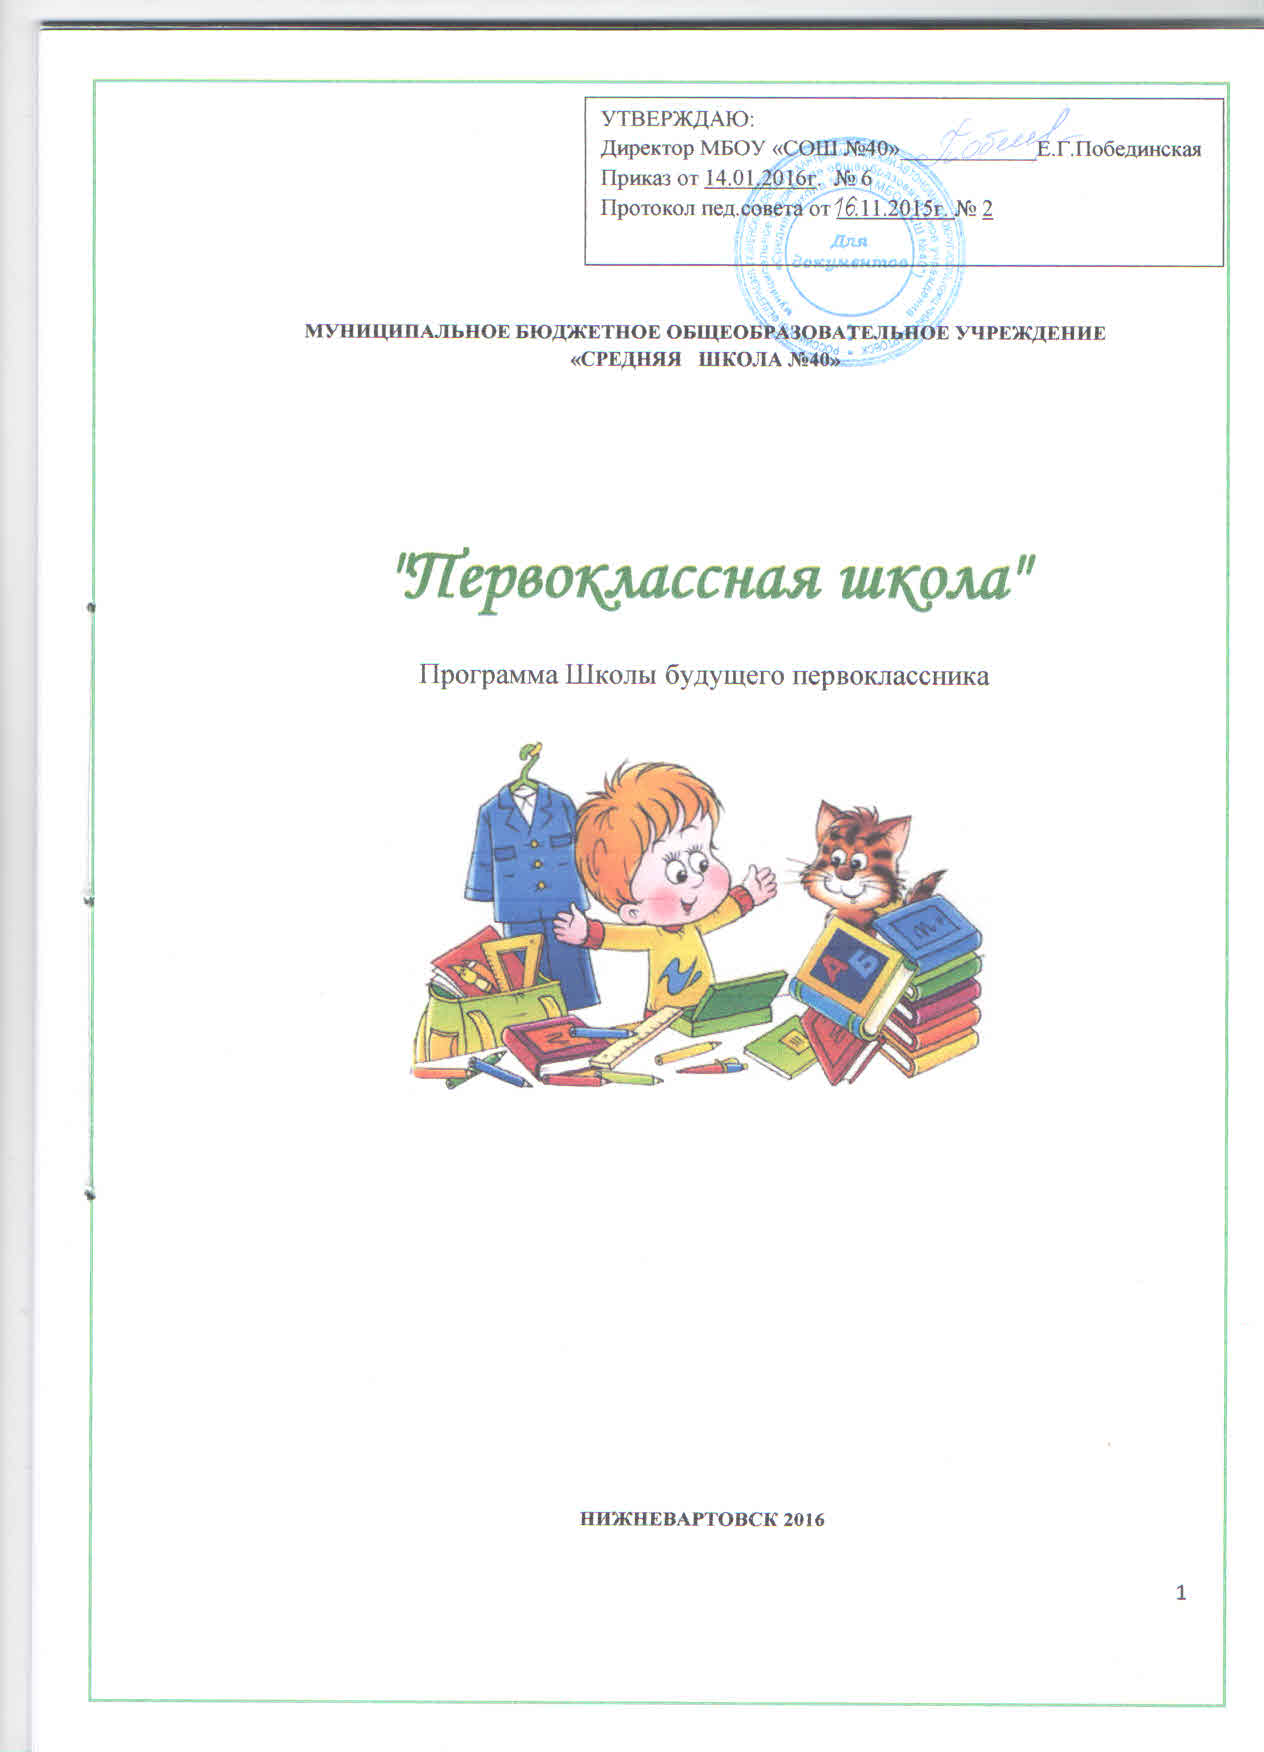 УТВЕРЖДАЮ:
Директор МБОУ «СОШ №40»____________Е.Г.Побединская
Приказ от 14.01.2016г. № 6
Протокол пед.совета от 16.11.2015г. № 2
Для
документов
МУНИЦИПАЛЬНОЕ БЮДЖЕТНОЕ ОБЩЕОБРАЗОВАТЕЛЬНОЕ УЧРЕЖДЕНИЕ
«СРЕДНЯЯ ШКОЛА №40»
"Первоклассная школа"
Программа Школы будущего первоклассника
А Б
НИЖНЕВАРТОВСК 2016
1